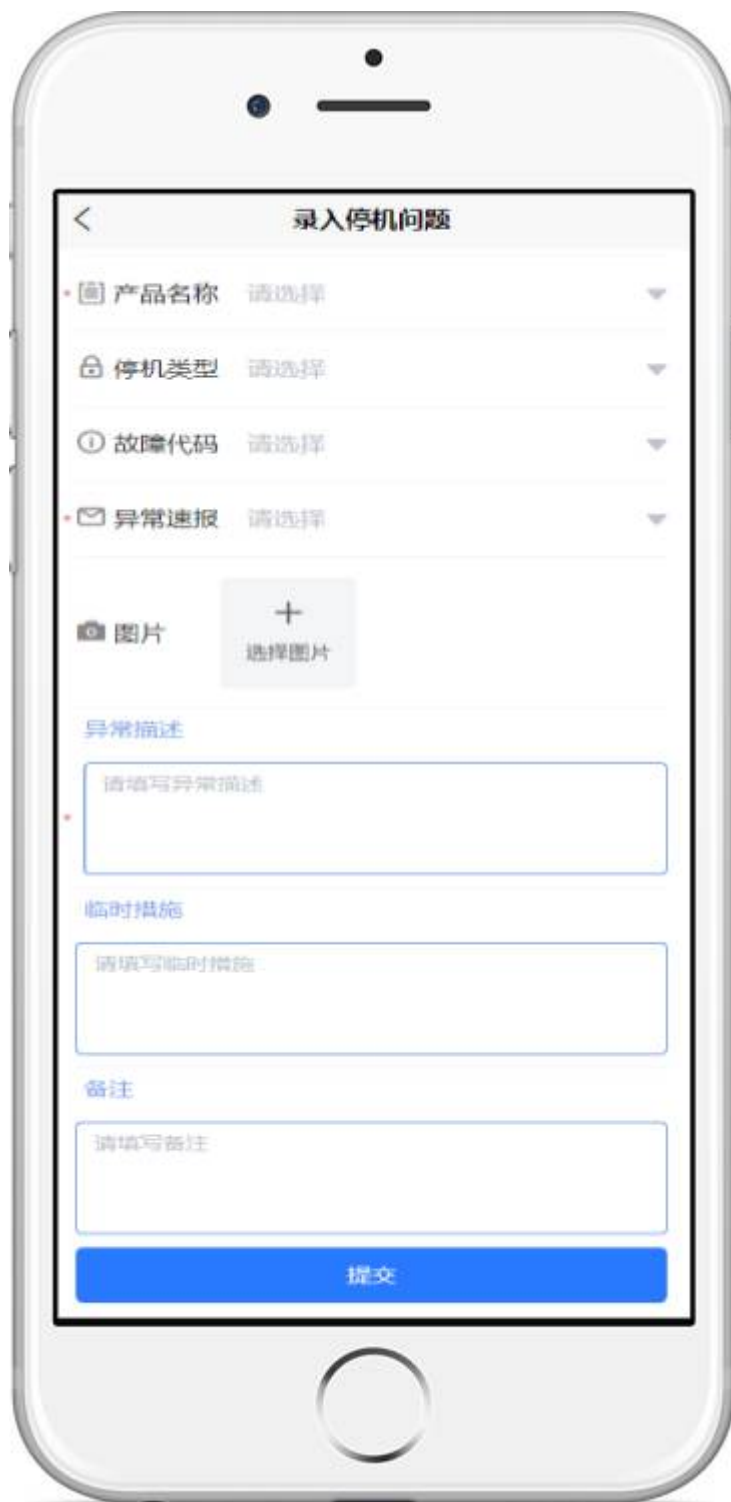 录入停机问题
* 产品名称 请选择
停机类型 请选择
故障代码 请选择
* 异常速报 请选择
图片 + 选择图片
异常描述
* 请填写异常描述
临时措施
请填写临时措施
备注
请填写备注
提交